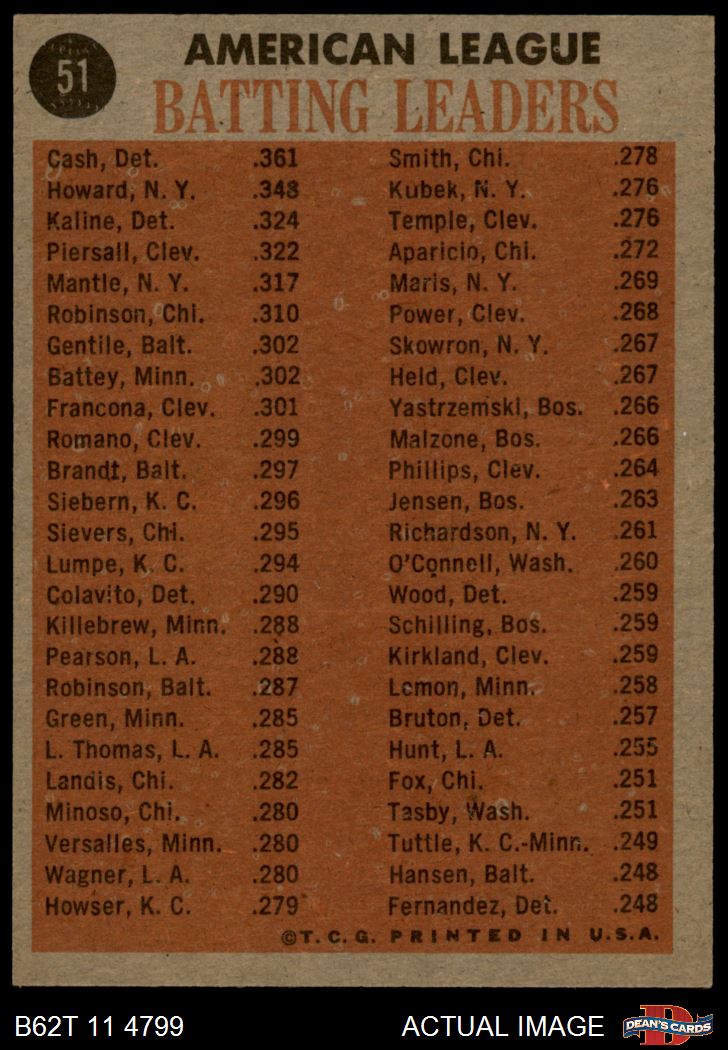 51
AMERICAN LEAGUE
BATTING LEADERS
Cash, Det. .361
Howard, N. Y. .348
Kaline, Det. .324
Piersall, Clev. .322
Mantle, N. Y. .317
Robinson, Chi. .310
Gentile, Balt. .302
Battey, Minn. .302
Francona, Clev. .301
Romano, Clev. .299
Brandt, Balt. .297
Siebern, K. C. .296
Sievers, Chi. .295
Lumpe, K. C. .294
Colavito, Det. .290
Killebrew, Minn. .288
Pearson, L. A. .288
Robinson, Balt. .287
Green, Minn. .285
L. Thomas, L. A. .285
Landis, Chi. .282
Minoso, Chi. .280
Versalles, Minn. .280
Wagner, L. A. .280
Howser, K. C. .279
Smith, Chi. .278
Kubek, N. Y. .276
Temple, Clev. .276
Aparicio, Chi. .272
Maris, N. Y. .269
Power, Clev. .268
Skowron, N. Y. .267
Held, Clev. .267
Yastrzemski, Bos. .266
Malzone, Bos. .266
Phillips, Clev. .264
Jensen, Bos. .263
Richardson, N. Y. .261
O'Connell, Wash. .260
Wood, Det. .259
Schilling, Bos. .259
Kirkland, Clev. .259
Lemon, Minn. .258
Bruton, Det. .257
Hunt, L. A. .255
Fox, Chi. .251
Tasby, Wash. .251
Tuttle, K. C.-Minn. .249
Hansen, Balt. .248
Fernandez, Det. .248
©T. C. G. PRINTED IN U.S.A.
B62T 11 4799 ACTUAL IMAGE
D
DEAN'S CARDS